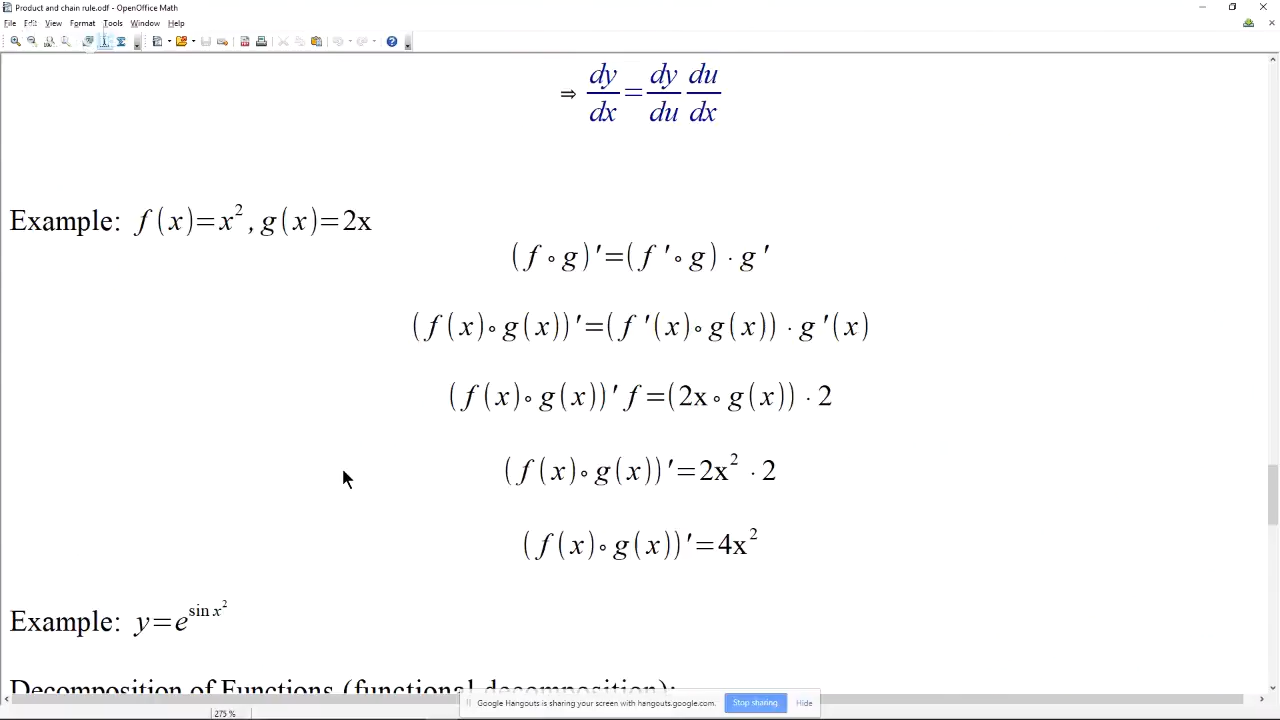 Product and chain rule.odf - OpenOffice Math
File Edit View Format Tools Window Help
⇒ dy/dx = dy/du du/dx
Example: f(x)=x², g(x)=2x
(f∘g)′=(f′∘g)·g′
(f(x)∘g(x))′=(f′(x)∘g(x))·g′(x)
(f(x)∘g(x))′f=(2x∘g(x))·2
(f(x)∘g(x))′=2x²·2
(f(x)∘g(x))′=4x²
Example: y=e^(sin x²)
Decomposition of Functions (functional decomposition):
Google Hangouts is sharing your screen with hangouts.google.com. Stop sharing Hide
275 %